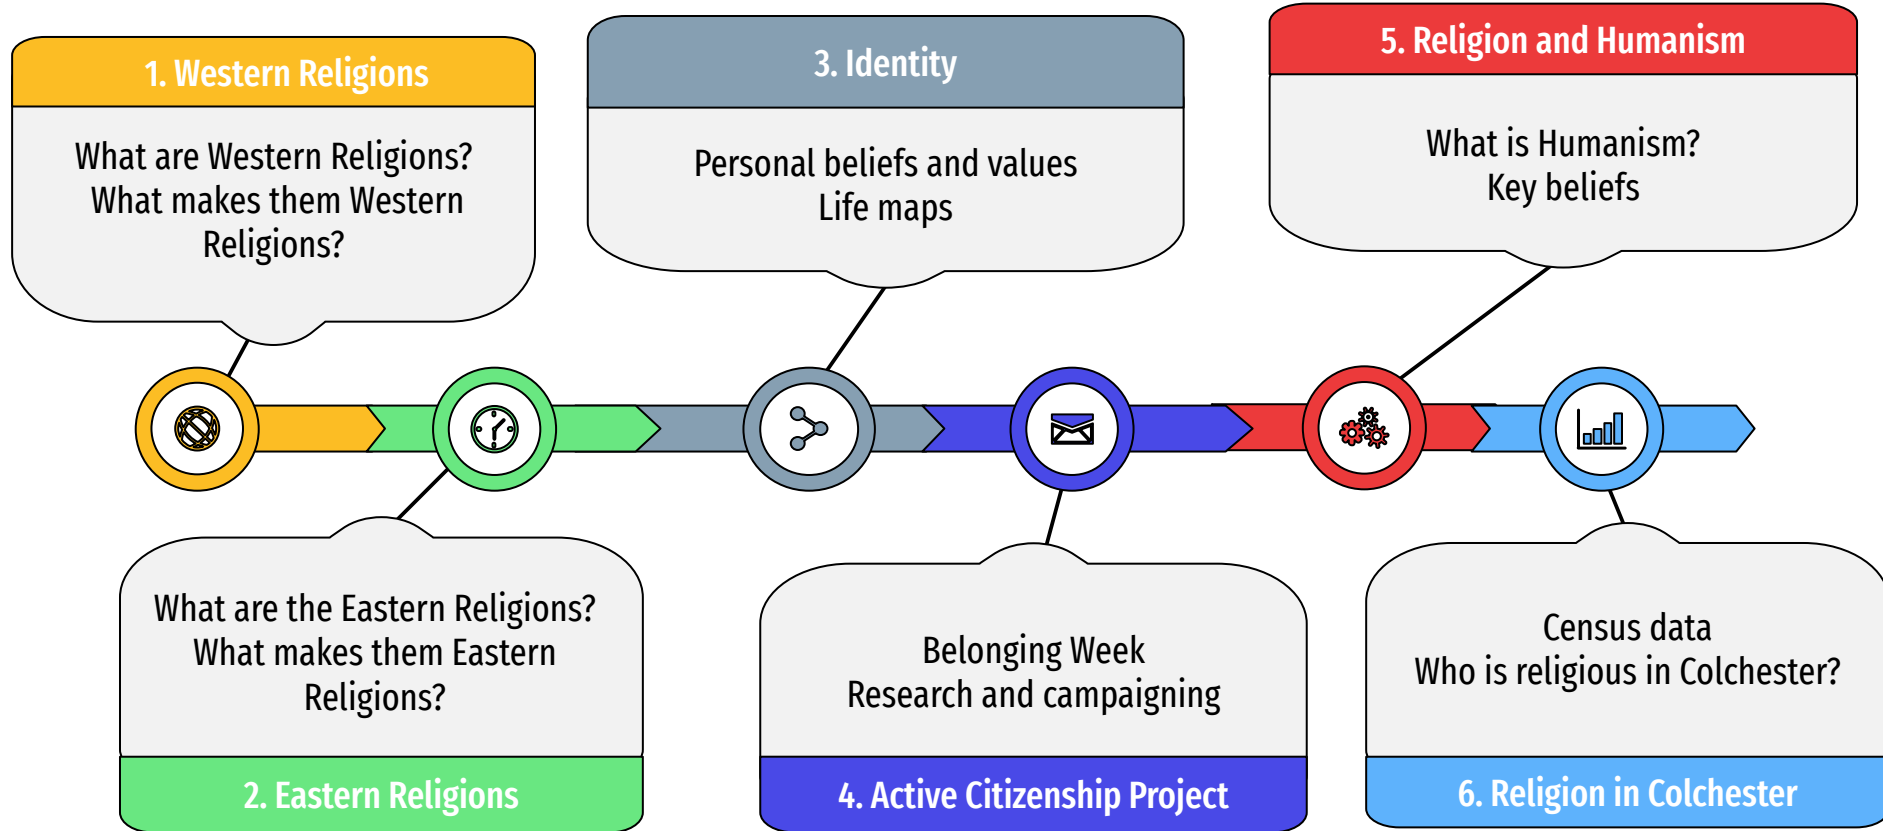 1. Western Religions
What are Western Religions?
What makes them Western
Religions?
What are the Eastern Religions?
What makes them Eastern
Religions?
2. Eastern Religions
3. Identity
Personal beliefs and values
Life maps
Belonging Week
Research and campaigning
4. Active Citizenship Project
5. Religion and Humanism
What is Humanism?
Key beliefs
Census data
Who is religious in Colchester?
6. Religion in Colchester